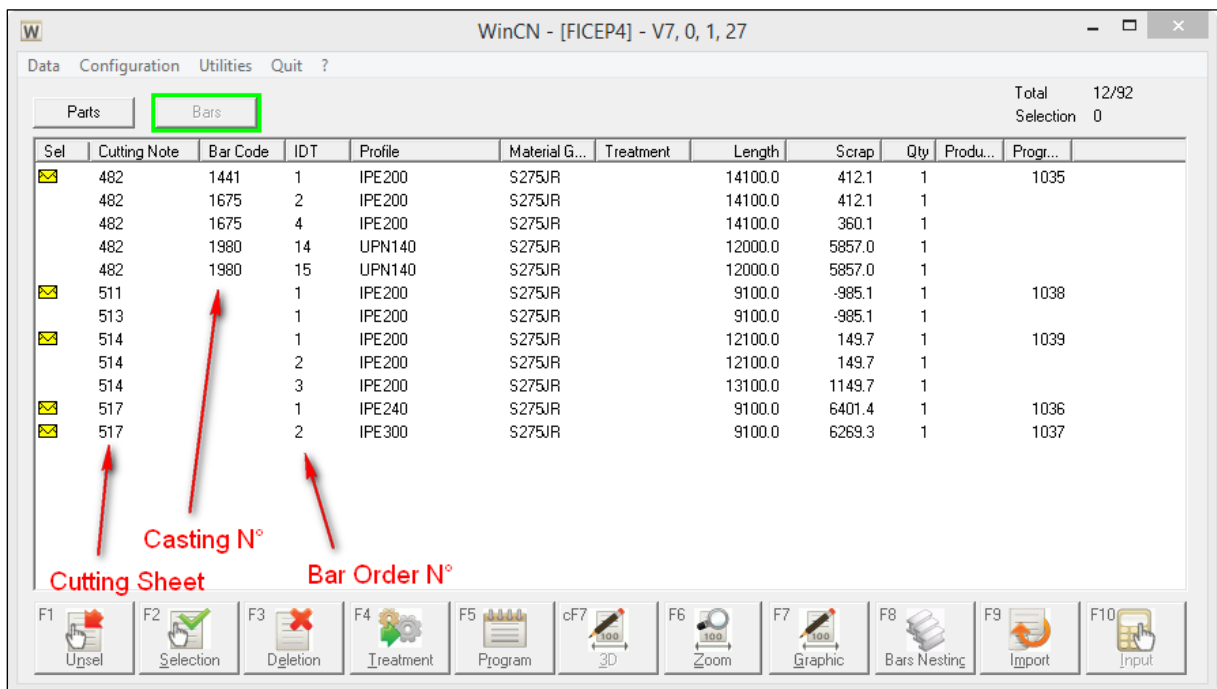 W WinCN - [FICEP4] - V7, 0, 1, 27
Data Configuration Utilities Quit ?
Parts Bars Total 12/92
Selection 0
Sel Cutting Note Bar Code IDT Profile Material G... Treatment Length Scrap Qty Produ... Progr...
482 1441 1 IPE200 S275JR 14100.0 412.1 1 1035
482 1675 2 IPE200 S275JR 14100.0 412.1 1
482 1675 4 IPE200 S275JR 14100.0 360.1 1
482 1980 14 UPN140 S275JR 12000.0 5857.0 1
482 1980 15 UPN140 S275JR 12000.0 5857.0 1
511 1 IPE200 S275JR 9100.0 -985.1 1 1038
513 1 IPE200 S275JR 9100.0 -985.1 1
514 1 IPE200 S275JR 12100.0 149.7 1 1039
514 2 IPE200 S275JR 12100.0 149.7 1
514 3 IPE200 S275JR 13100.0 1149.7 1
517 1 IPE240 S275JR 9100.0 6401.4 1 1036
517 2 IPE300 S275JR 9100.0 6269.3 1 1037
Casting N°
Cutting Sheet Bar Order N°
F1 F2 F3 F4 F5 cF7 F6 F7 F8 F9 F10
100 100 100
Unsel Selection Deletion Treatment Program 3D Zoom Graphic Bars Nesting Import Input